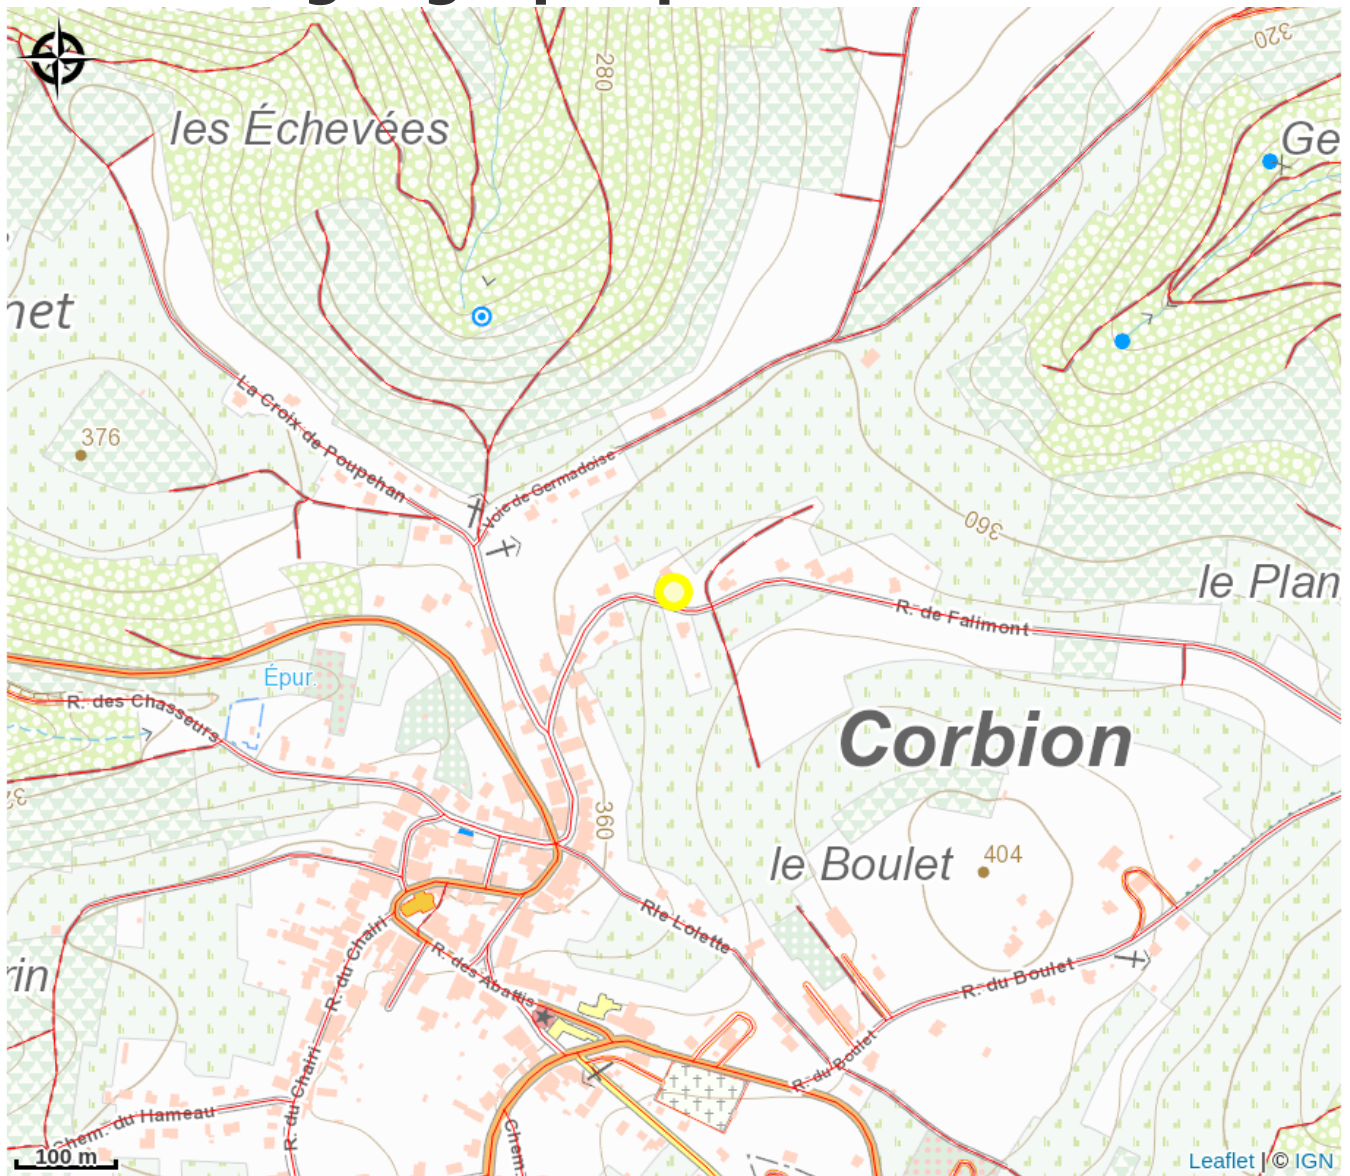 320
280
les Échevées
Ge
net
La Croix de Poupehan
376
Voie de Germadoise
360
le Plan
R. de Falimont
Épur.
R. des Chasseurs
Corbion
360
le Boulet
404
Rle Lolette
R. du Chairi
R. des Abattis
rin
R. du Boulet
R. du Boulet
R. du Chairi
Chem. du Hameau
Chem.
100 m
Leaflet | © IGN